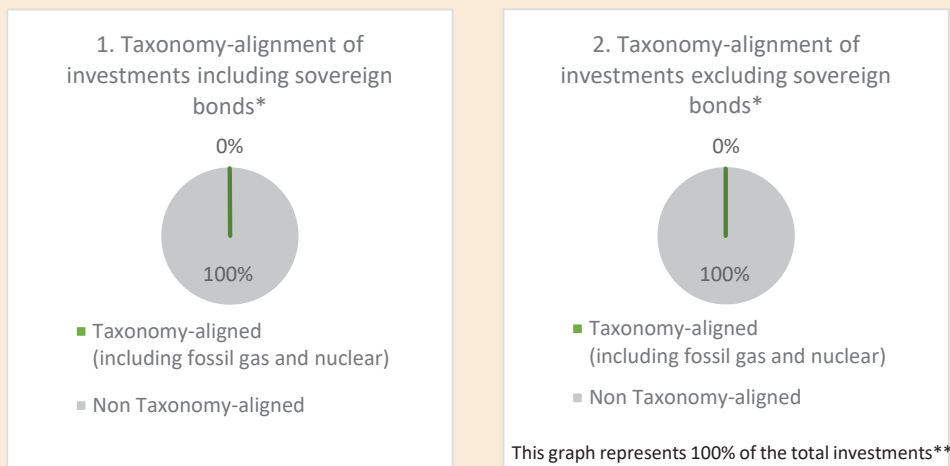 1. Taxonomy-alignment of
investments including sovereign
bonds*
0%
100%
Taxonomy-aligned
(including fossil gas and nuclear)
Non Taxonomy-aligned
2. Taxonomy-alignment of
investments excluding sovereign
bonds*
0%
100%
Taxonomy-aligned
(including fossil gas and nuclear)
Non Taxonomy-aligned
This graph represents 100% of the total investments**